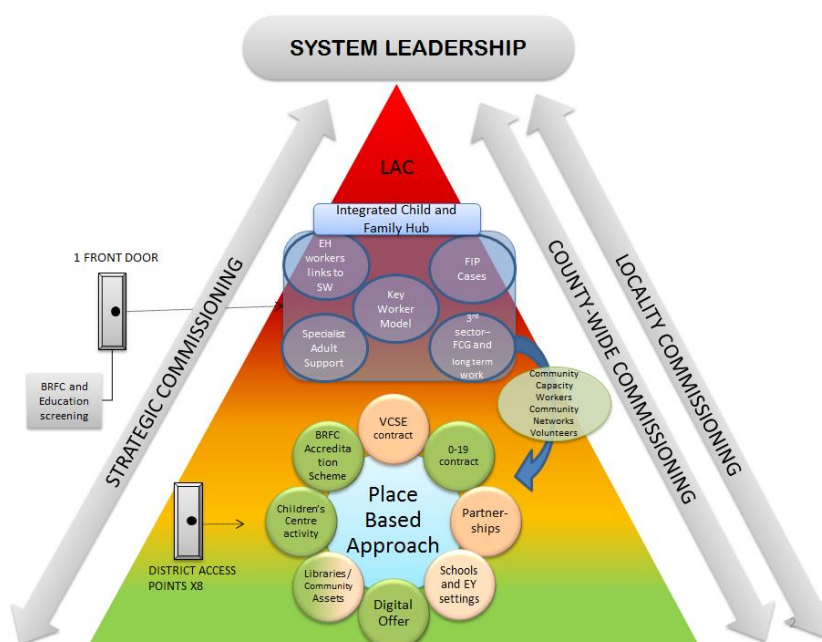 SYSTEM LEADERSHIP
LAC
Integrated Child and
Family Hub
EH
workers
links to
SW
FIP
Cases
Key
Worker
Model
Specialist
Adult
Support
3rd
sector–
FCG and
long term
work
1 FRONT DOOR
BRFC and
Education
screening
STRATEGIC COMMISSIONING
COUNTY-WIDE COMMISSIONING
LOCALITY COMMISSIONING
Community
Capacity
Workers
Community
Networks
Volunteers
VCSE
contract
BRFC
Accredita
tion
Scheme
0-19
contract
Children's
Centre
activity
Place
Based
Approach
Partner-
ships
Libraries/
Community
Assets
Schools
and EY
settings
Digital
Offer
DISTRICT ACCESS
POINTS X8
2